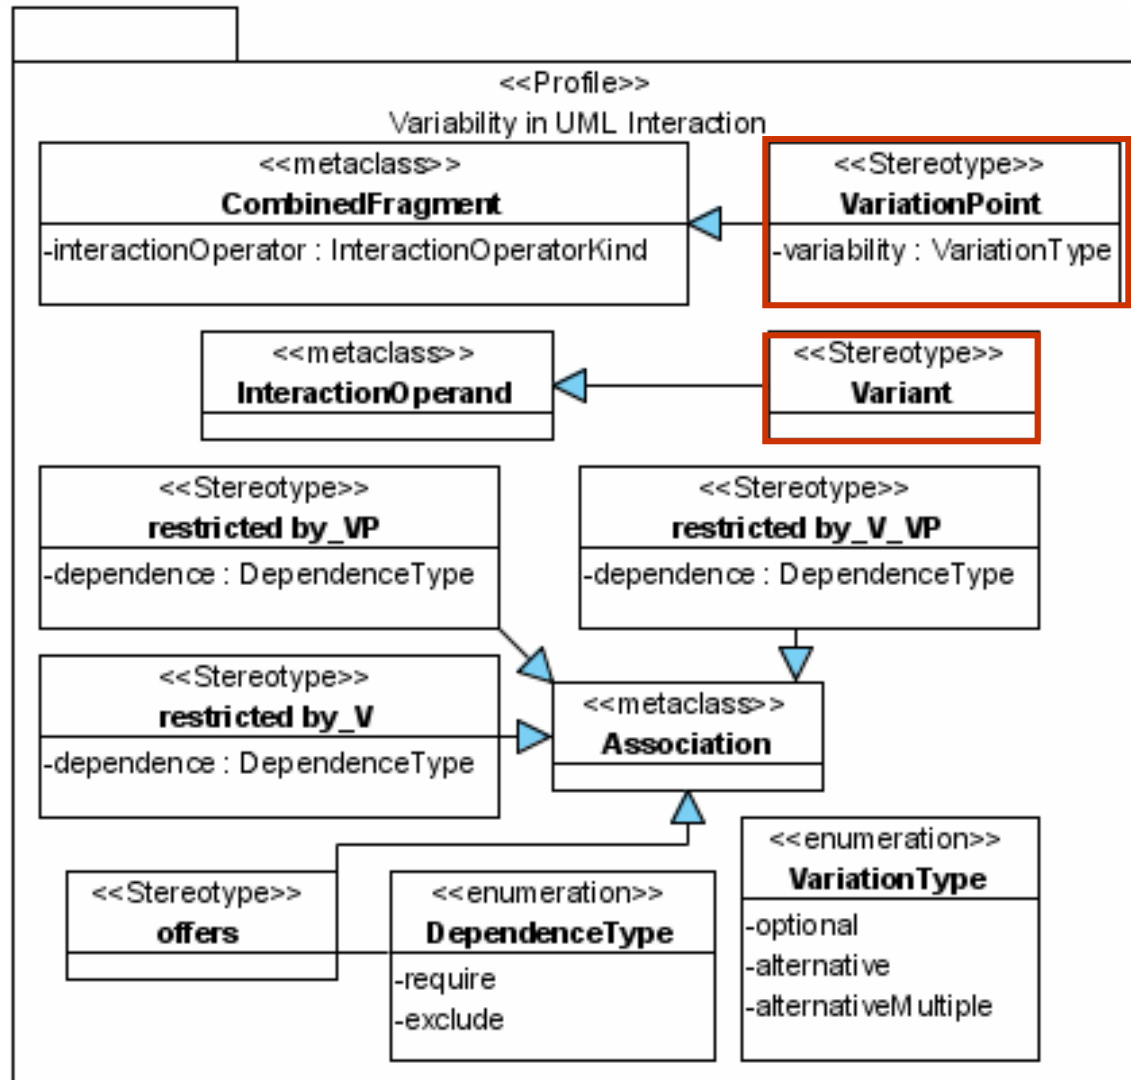 <<Profile>>
Variability in UML Interaction
<<metaclass>>
CombinedFragment
-interactionOperator : InteractionOperatorKind
<<Stereotype>>
VariationPoint
-variability : VariationType
<<metaclass>>
InteractionOperand
<<Stereotype>>
Variant
<<Stereotype>>
restricted by_VP
-dependence : DependenceType
<<Stereotype>>
restricted by_V_VP
-dependence : DependenceType
<<Stereotype>>
restricted by_V
-dependence : DependenceType
<<metaclass>>
Association
<<Stereotype>>
offers
<<enumeration>>
DependenceType
-require
-exclude
<<enumeration>>
VariationType
-optional
-alternative
-alternativeMultiple